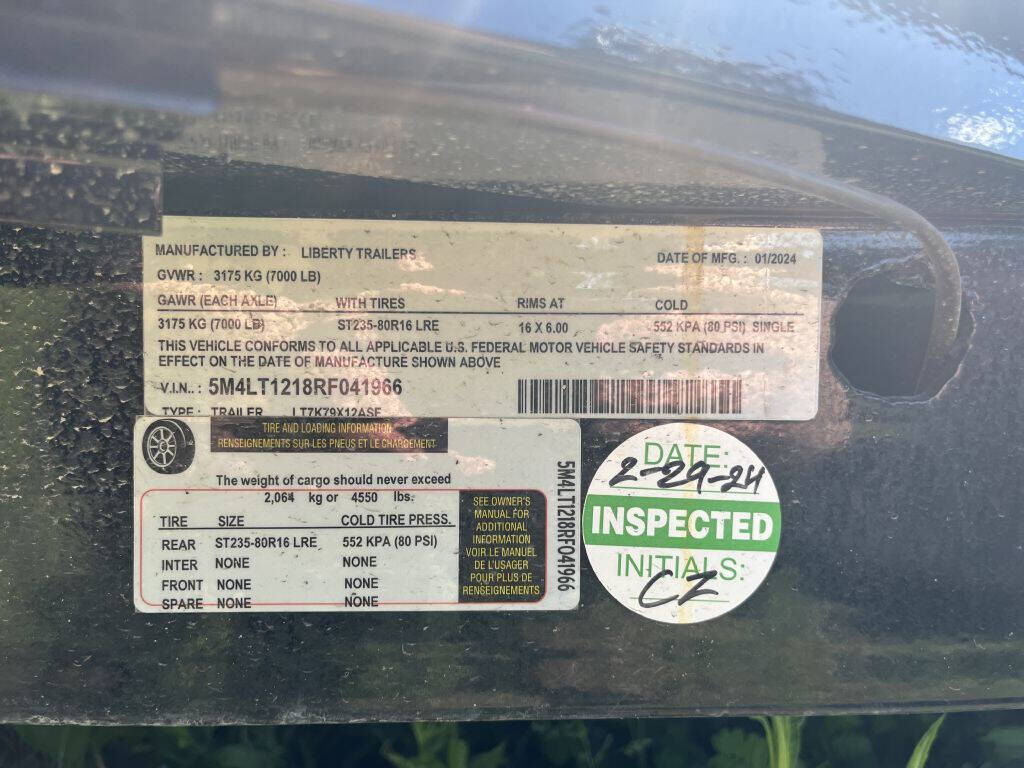 MANUFACTURED BY : LIBERTY TRAILERS
DATE OF MFG. : 01/2024
GVWR : 3175 KG (7000 LB)
GAWR (EACH AXLE) WITH TIRES RIMS AT COLD
3175 KG (7000 LB) ST235-80R16 LRE 16 X 6.00 552 KPA (80 PSI) SINGLE
THIS VEHICLE CONFORMS TO ALL APPLICABLE U.S. FEDERAL MOTOR VEHICLE SAFETY STANDARDS IN
EFFECT ON THE DATE OF MANUFACTURE SHOWN ABOVE
V.I.N.. : 5M4LT1218RF041966
TYPE : TRAILER LT7K79X12ASF
TIRE AND LOADING INFORMATION
RENSEIGNEMENTS SUR LES PNEUS ET LE CHARGEMENT
The weight of cargo should never exceed
2,064 kg or 4550 lbs.
TIRE SIZE COLD TIRE PRESS.
REAR ST235-80R16 LRE 552 KPA (80 PSI)
INTER NONE NONE
FRONT NONE NONE
SPARE NONE NONE
SEE OWNER'S
MANUAL FOR
ADDITIONAL
INFORMATION
VOIR LE MANUEL
DE L'USAGER
POUR PLUS DE
RENSEIGNEMENTS
5M4LT1218RF041966
DATE:
2-29-24
INSPECTED
INITIALS:
CZ